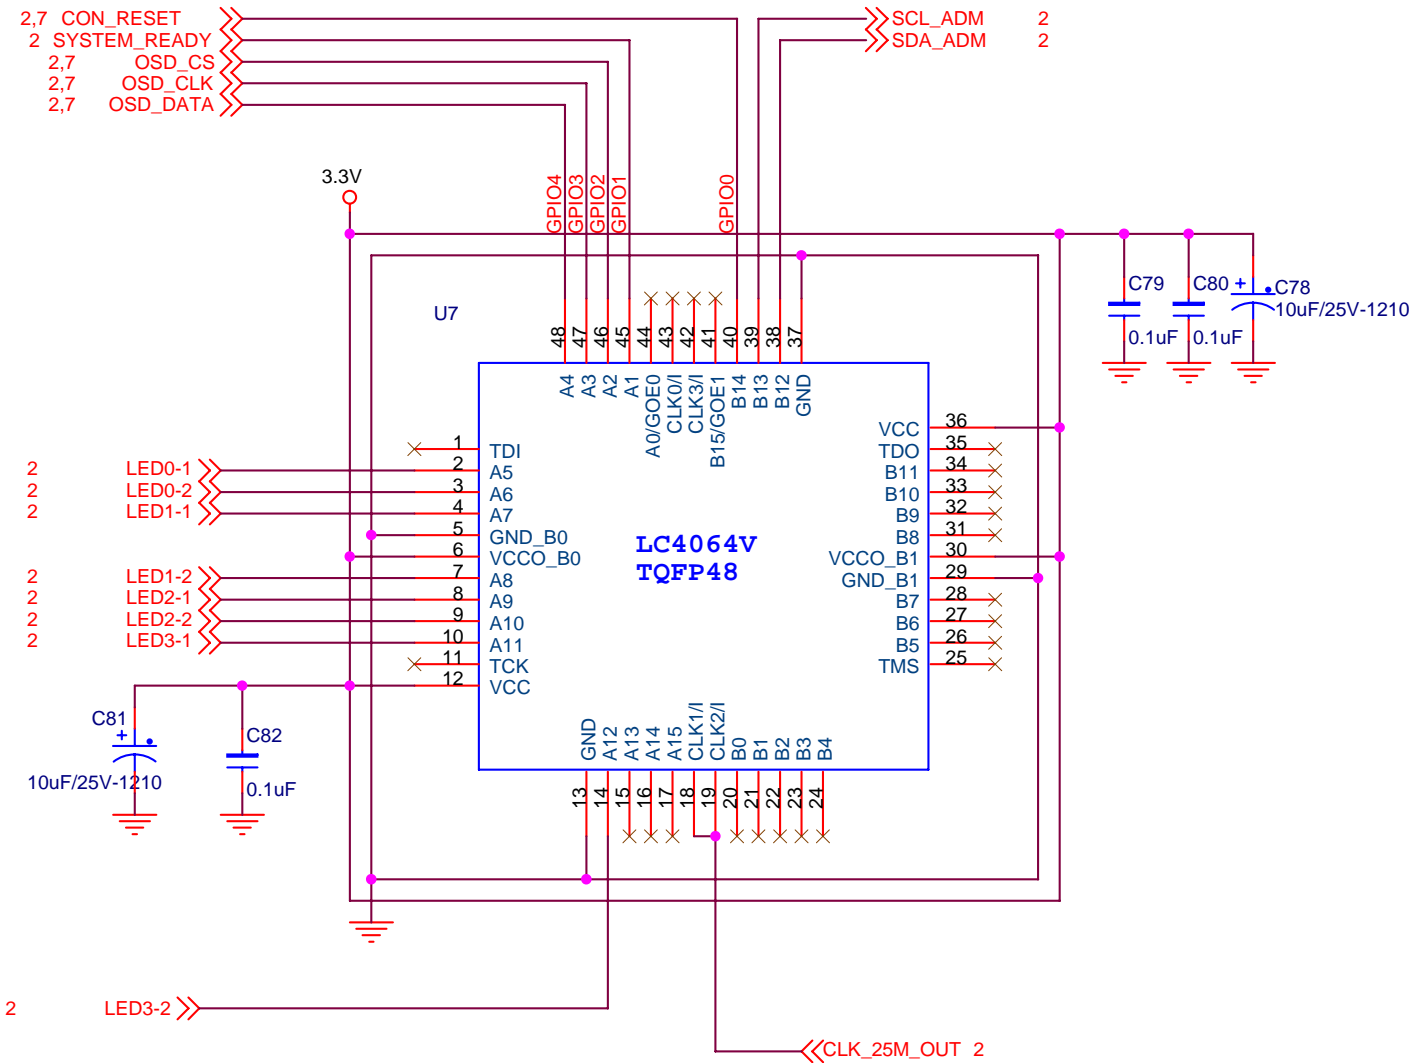 2,7 CON_RESET
2 SYSTEM_READY
2,7 OSD_CS
2,7 OSD_CLK
2,7 OSD_DATA
SCL_ADM 2
SDA_ADM 2
3.3V
GPIO4
GPIO3
GPIO2
GPIO1
GPIO0
U7
48
47
46
45
44
43
42
41
40
39
38
37
A4
A3
A2
A1
A0/GOE0
CLK0/I
CLK3/I
B15/GOE1
B14
B13
B12
GND
C79
0.1uF
C80
0.1uF
+ C78
10uF/25V-1210
1 TDI
2 LED0-1 2 A5
2 LED0-2 3 A6
2 LED1-1 4 A7
5 GND_B0
6 VCCO_B0
2 LED1-2 7 A8
2 LED2-1 8 A9
2 LED2-2 9 A10
2 LED3-1 10 A11
11 TCK
12 VCC
LC4064V
TQFP48
VCC 36
TDO 35
B11 34
B10 33
B9 32
B8 31
VCCO_B1 30
GND_B1 29
B7 28
B6 27
B5 26
TMS 25
C81
+
10uF/25V-1210
C82
0.1uF
GND
A12
A13
A14
A15
CLK1/I
CLK2/I
B0
B1
B2
B3
B4
13
14
15
16
17
18
19
20
21
22
23
24
2 LED3-2
CLK_25M_OUT 2